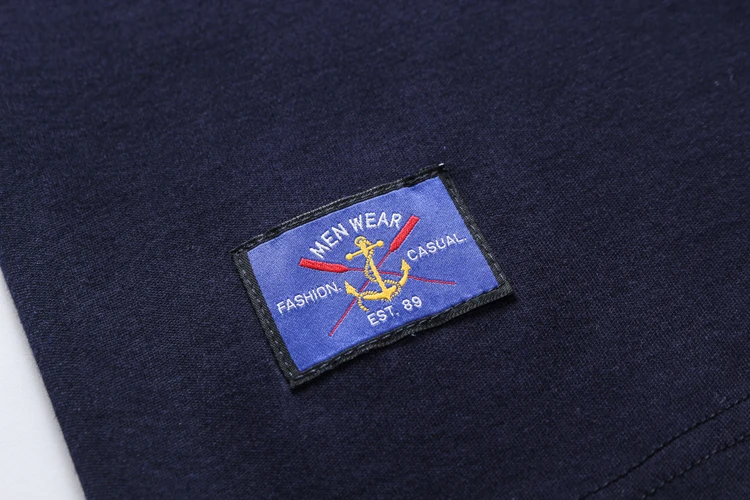 MEN WEAR
FASHION. CASUAL.
EST. 89